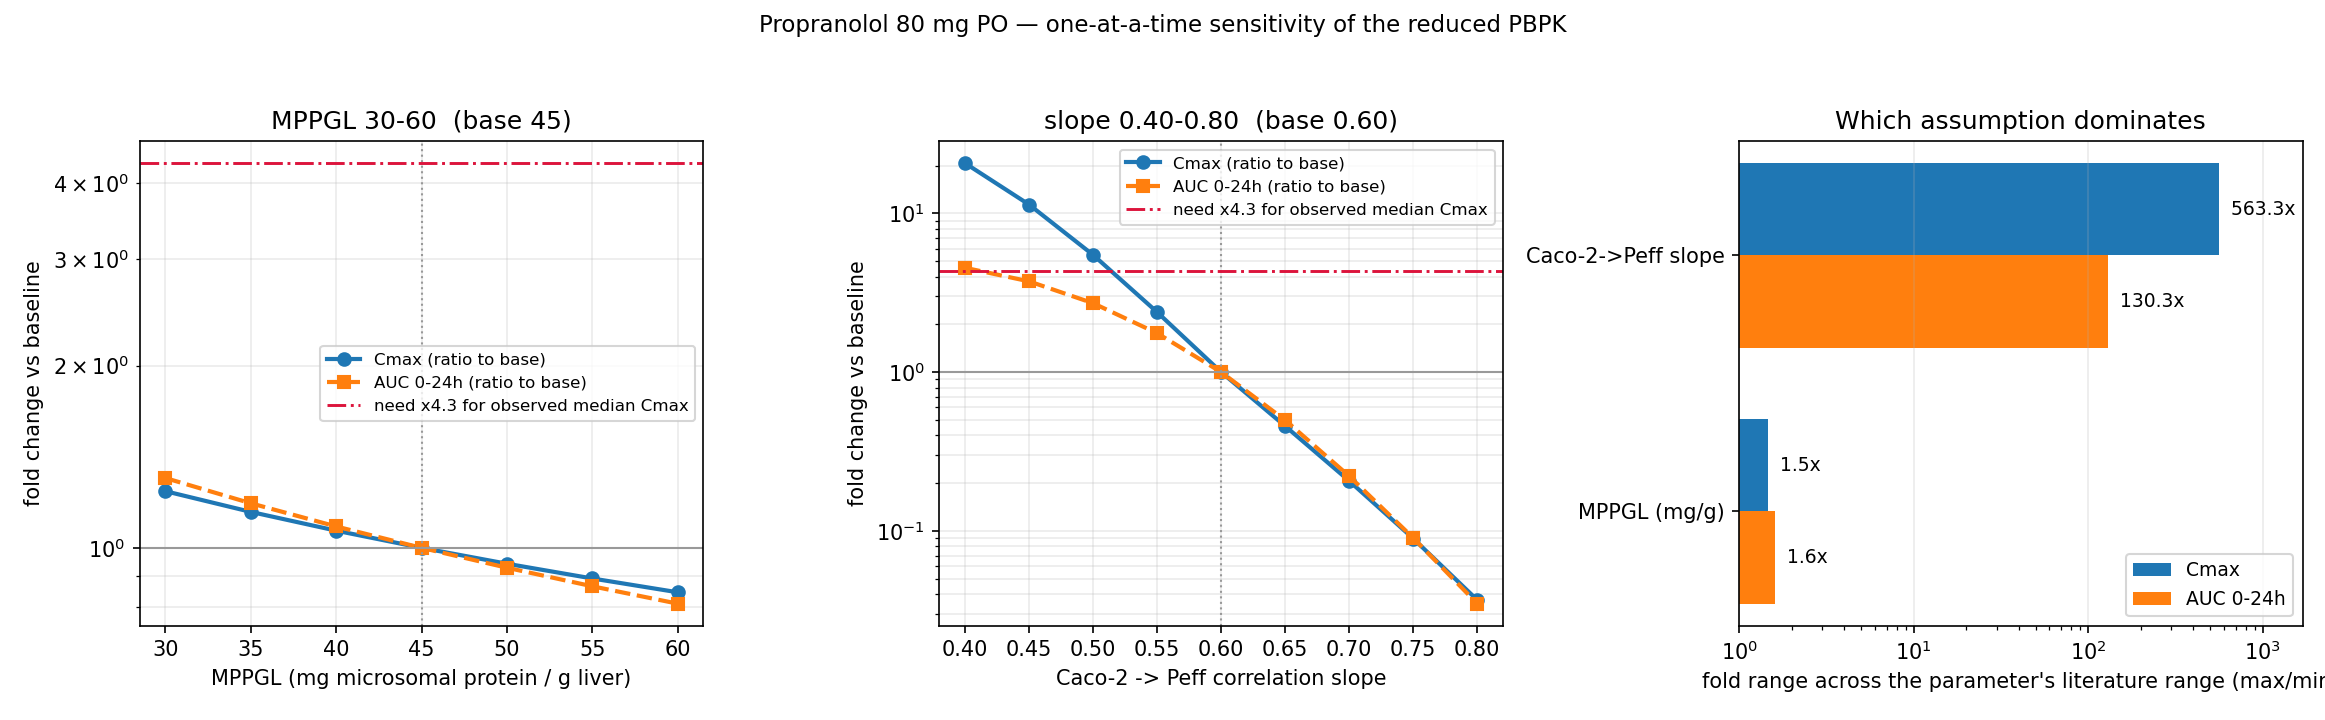 Propranolol 80 mg PO — one-at-a-time sensitivity of the reduced PBPK
MPPGL 30-60  (base 45)
fold change vs baseline
4 × 10⁰
3 × 10⁰
2 × 10⁰
10⁰
Cmax (ratio to base)
AUC 0-24h (ratio to base)
need x4.3 for observed median Cmax
30 35 40 45 50 55 60
MPPGL (mg microsomal protein / g liver)
slope 0.40-0.80  (base 0.60)
fold change vs baseline
10¹
10⁰
10⁻¹
Cmax (ratio to base)
AUC 0-24h (ratio to base)
need x4.3 for observed median Cmax
0.40 0.45 0.50 0.55 0.60 0.65 0.70 0.75 0.80
Caco-2 -> Peff correlation slope
Which assumption dominates
Caco-2->Peff slope
563.3x
130.3x
MPPGL (mg/g)
1.5x
1.6x
Cmax
AUC 0-24h
10⁰ 10¹ 10² 10³
fold range across the parameter's literature range (max/min